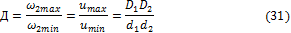 Д = ω₂ₘₐₓ / ω₂ₘᵢₙ = uₘₐₓ / uₘᵢₙ = D₁D₂ / d₁d₂ (31)